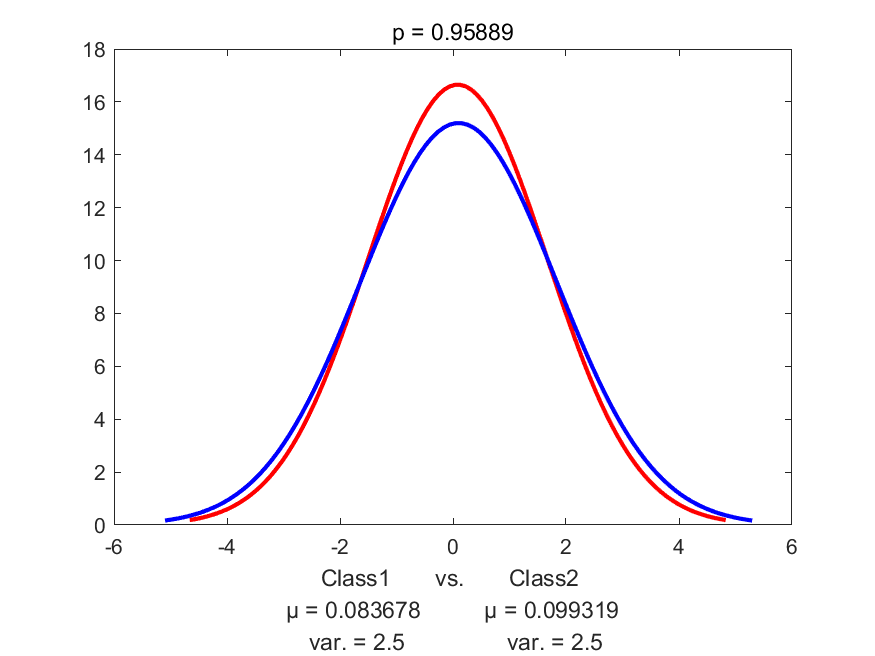 p = 0.95889
18
16
14
12
10
8
6
4
2
0
-6 -4 -2 0 2 4 6
Class1 vs. Class2
μ = 0.083678 μ = 0.099319
var. = 2.5 var. = 2.5